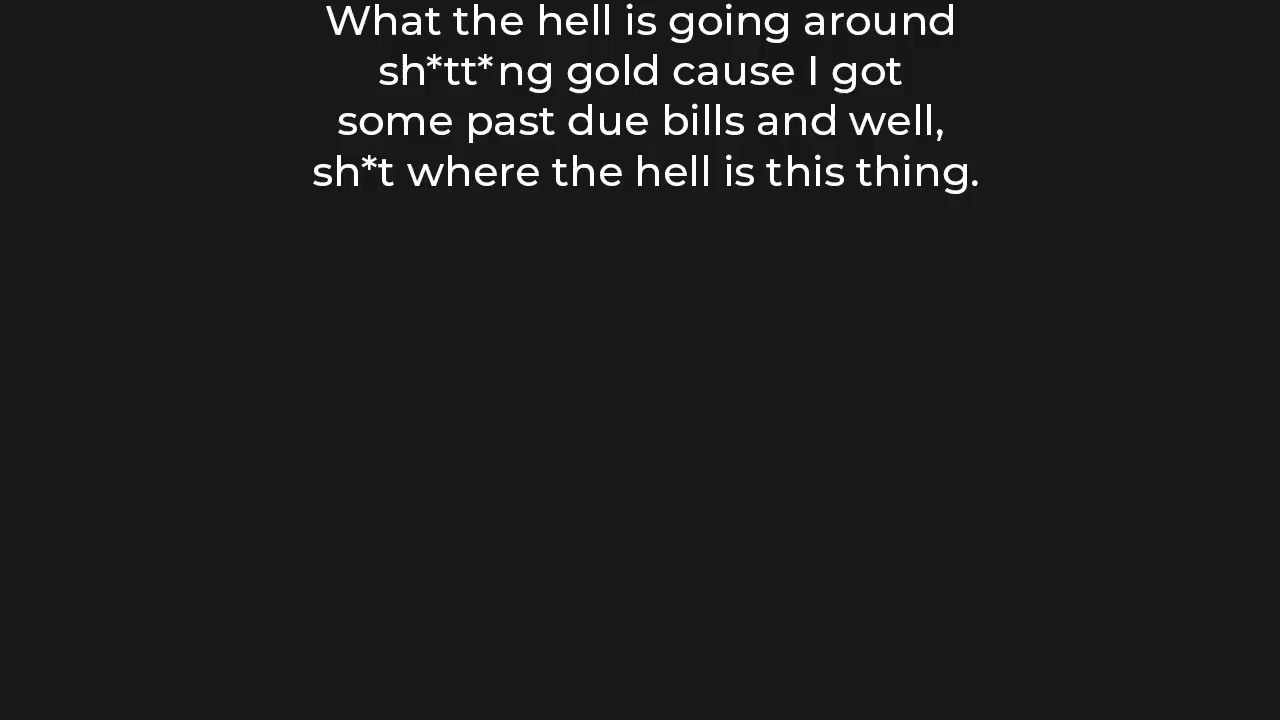 What the hell is going around
sh*tt*ng gold cause I got
some past due bills and well,
sh*t where the hell is this thing.